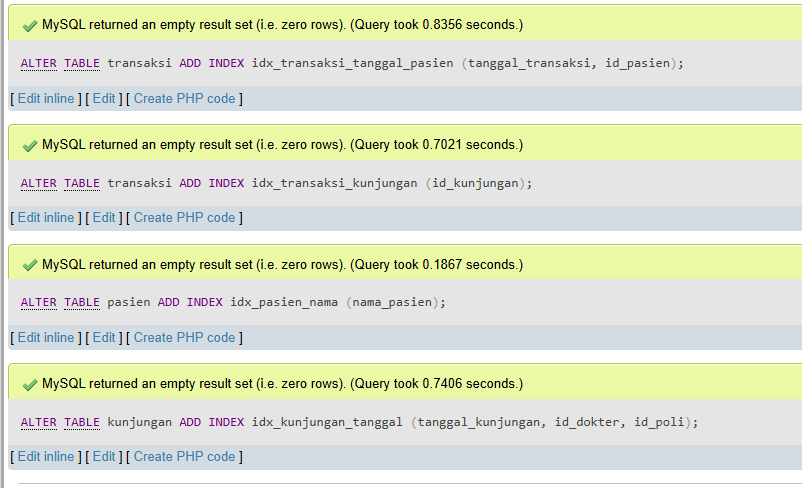 MySQL returned an empty result set (i.e. zero rows). (Query took 0.8356 seconds.)
ALTER TABLE transaksi ADD INDEX idx_transaksi_tanggal_pasien (tanggal_transaksi, id_pasien);
[ Edit inline ] [ Edit ] [ Create PHP code ]
MySQL returned an empty result set (i.e. zero rows). (Query took 0.7021 seconds.)
ALTER TABLE transaksi ADD INDEX idx_transaksi_kunjungan (id_kunjungan);
[ Edit inline ] [ Edit ] [ Create PHP code ]
MySQL returned an empty result set (i.e. zero rows). (Query took 0.1867 seconds.)
ALTER TABLE pasien ADD INDEX idx_pasien_nama (nama_pasien);
[ Edit inline ] [ Edit ] [ Create PHP code ]
MySQL returned an empty result set (i.e. zero rows). (Query took 0.7406 seconds.)
ALTER TABLE kunjungan ADD INDEX idx_kunjungan_tanggal (tanggal_kunjungan, id_dokter, id_poli);
[ Edit inline ] [ Edit ] [ Create PHP code ]